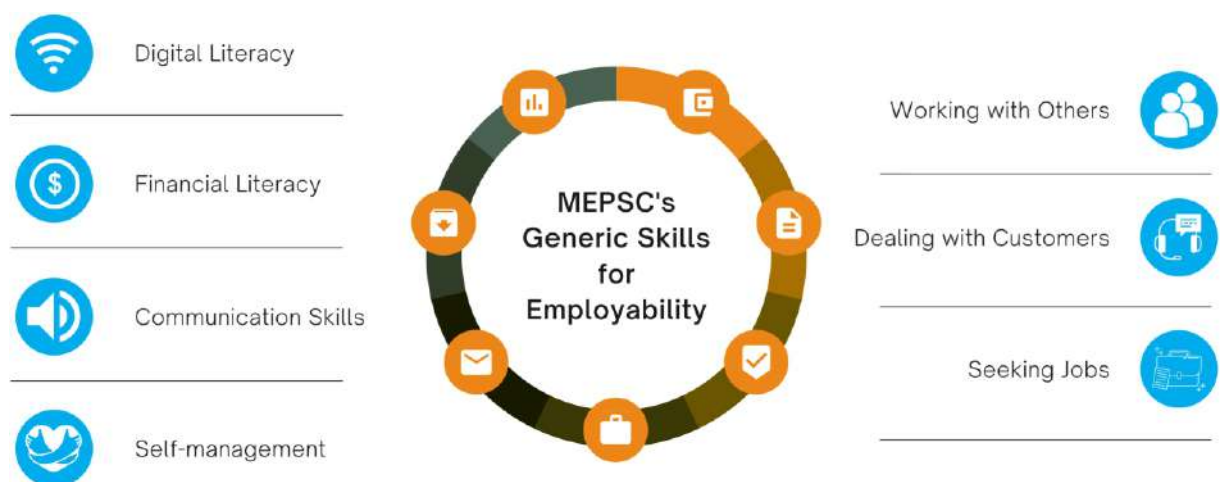 Digital Literacy
Financial Literacy
Communication Skills
Self-management
MEPSC's
Generic Skills
for
Employability
Working with Others
Dealing with Customers
Seeking Jobs